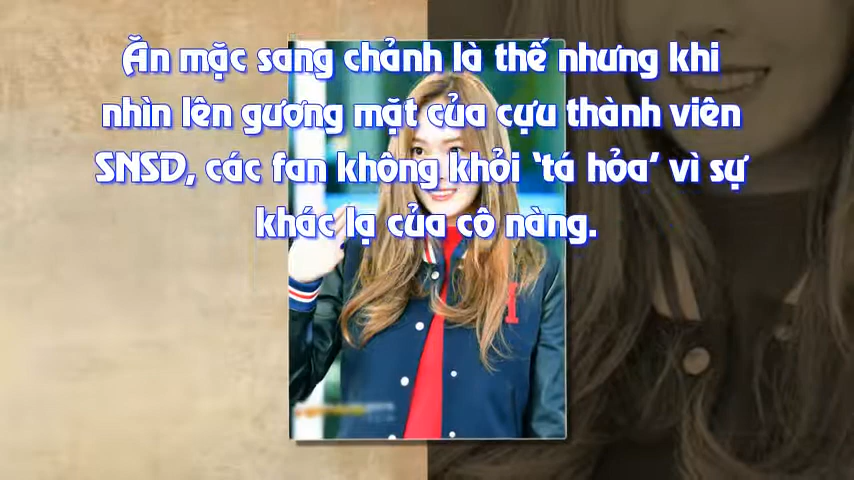 Ăn mặc sang chảnh là thế nhưng khi
nhìn lên gương mặt của cựu thành viên
SNSD, các fan không khỏi ‘tá hỏa’ vì sự
khác lạ của cô nàng.
I